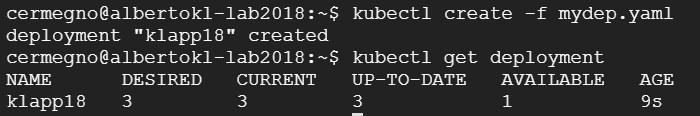 cermegno@albertokl-lab2018:~$ kubectl create -f mydep.yaml
deployment "klapp18" created
cermegno@albertokl-lab2018:~$ kubectl get deployment
NAME DESIRED CURRENT UP-TO-DATE AVAILABLE AGE
klapp18 3 3 3 1 9s